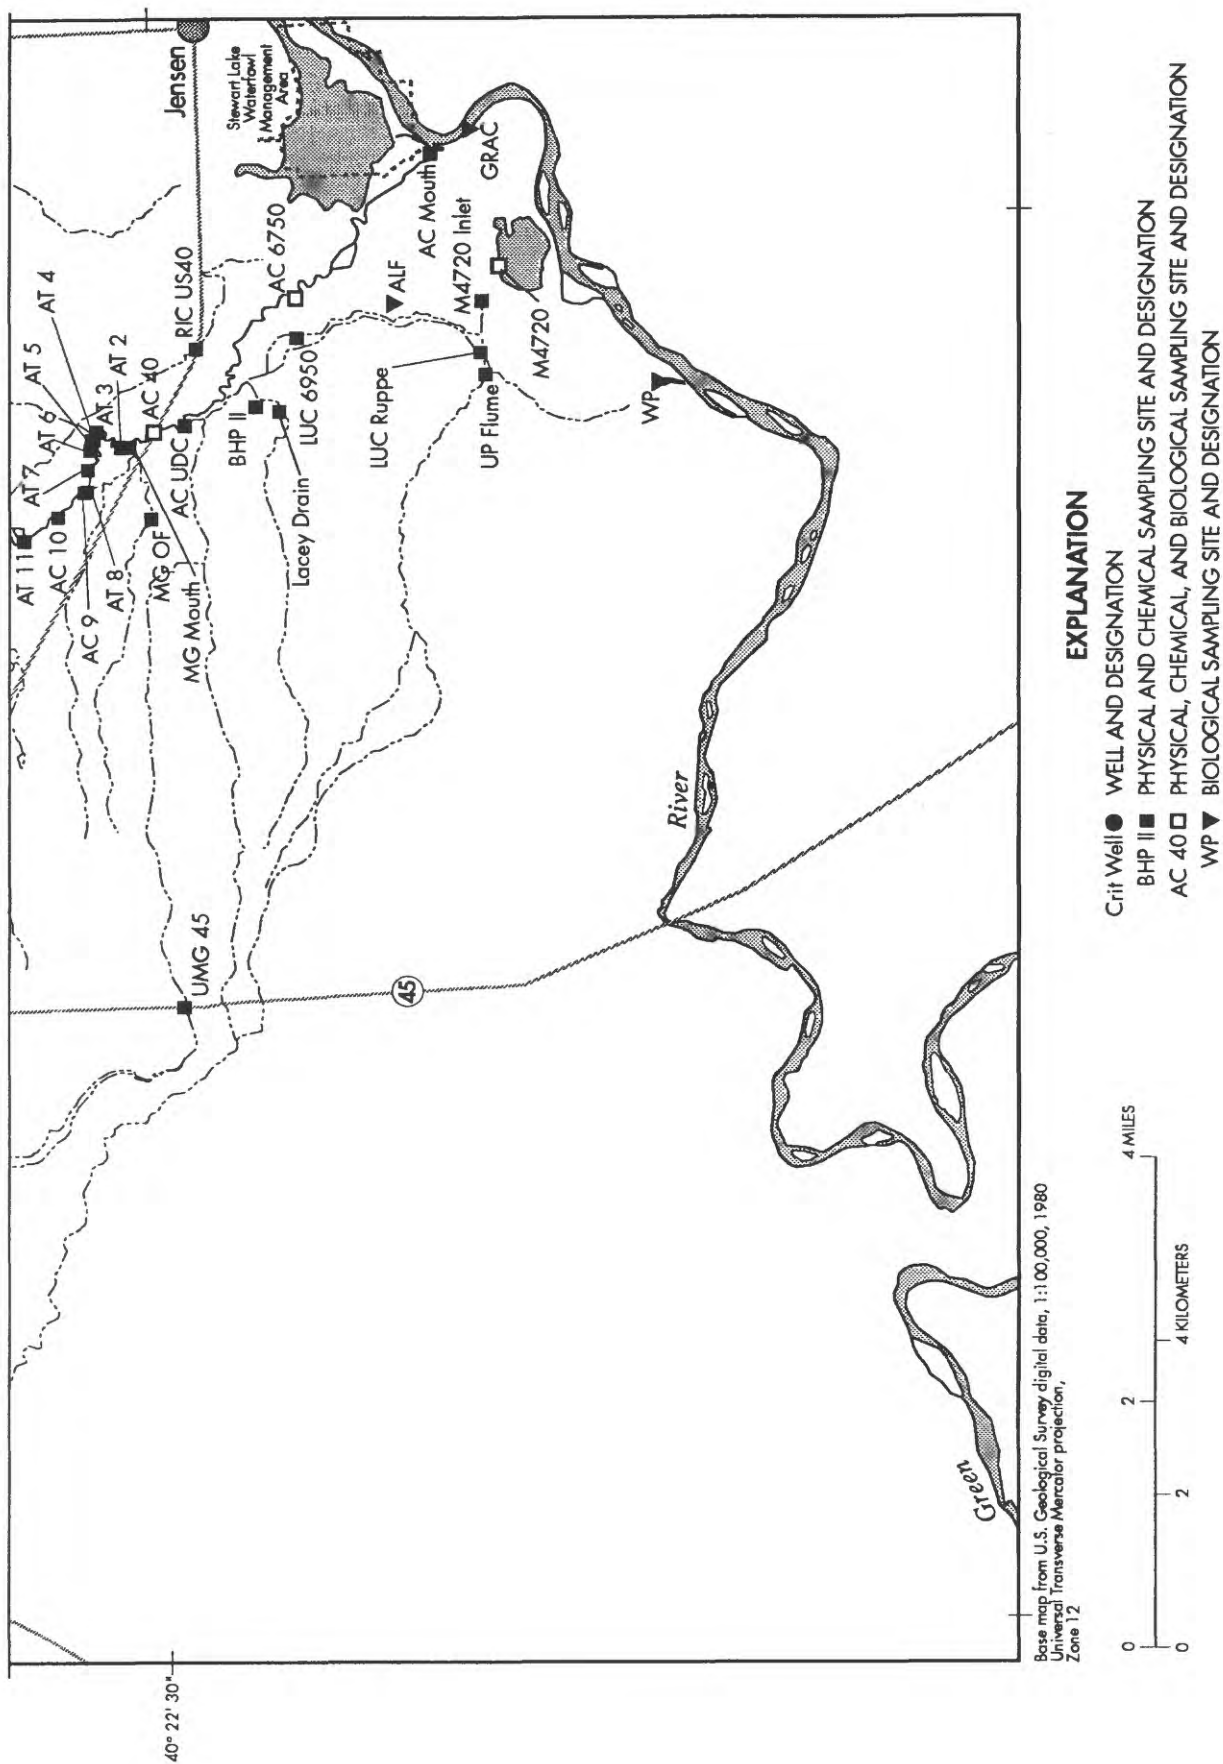 Jensen
Stewart Lake
Waterfowl
Management
Area
AT 4
AT 5
AT 6
AT 7
AT 3
AT 2
AT 11
AC 10
AC 9
AT 8
MG OF
MG Mouth
AC 40
AC UDC
RIC US40
AC 6750
AC Mouth
GRAC
BHP II
Lacey Drain
LUC 6950
ALF
M4720 Inlet
M4720
LUC Ruppe
UP Flume
WP
UMG 45
45
River
Green
40° 22' 30"
Base map from U.S. Geological Survey digital data, 1:100,000, 1980
Universal Transverse Mercator projection,
Zone 12
0 2 4 MILES
0 2 4 KILOMETERS
EXPLANATION
Crit Well WELL AND DESIGNATION
BHP II PHYSICAL AND CHEMICAL SAMPLING SITE AND DESIGNATION
AC 40 PHYSICAL, CHEMICAL, AND BIOLOGICAL SAMPLING SITE AND DESIGNATION
WP BIOLOGICAL SAMPLING SITE AND DESIGNATION